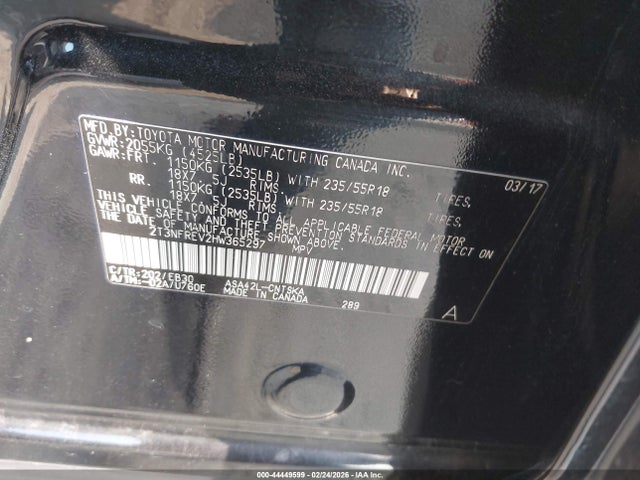 MFD.BY:TOYOTA MOTOR MANUFACTURING CANADA INC.
GVWR:2055KG (4525LB) 03/17
GAWR:FRT. 1150KG (2535LB) WITH 235/55R18 TIRES,
18X7.5J RIMS
RR. 1150KG (2535LB) WITH 235/55R18 TIRES,
18X7.5J RIMS
THIS VEHICLE CONFORMS TO ALL APPLICABLE FEDERAL MOTOR
VEHICLE SAFETY AND THEFT PREVENTION STANDARDS IN EFFECT ON
THE DATE OF MANUFACTURE SHOWN ABOVE.
2T3NFREV2HW365297 MPV
C/TR:202/EB30 ASA42L-CNTSKA
A/TM:-02A/U760E MADE IN CANADA 289
A
000-44449599 - 02/24/2026 - IAAI.COM